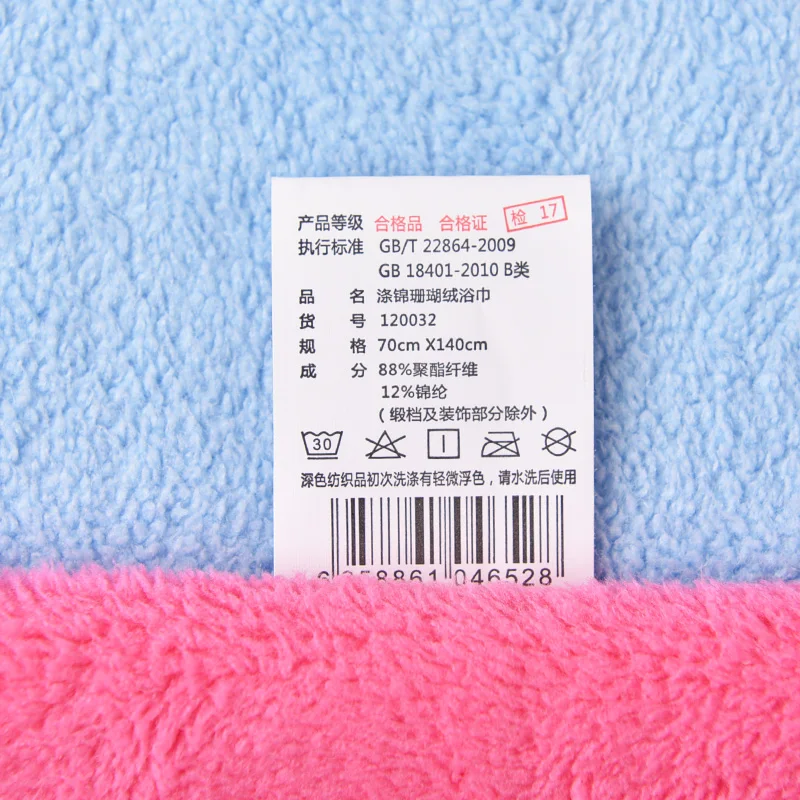 产品等级 合格品 合格证 检 17
执行标准 GB/T 22864-2009
GB 18401-2010 B类
品 名 涤锦珊瑚绒浴巾
货 号 120032
规 格 70cm X140cm
成 分 88%聚酯纤维
12%锦纶
(缎档及装饰部分除外)
30
深色纺织品初次洗涤有轻微浮色，请水洗后使用
6 958861 046528